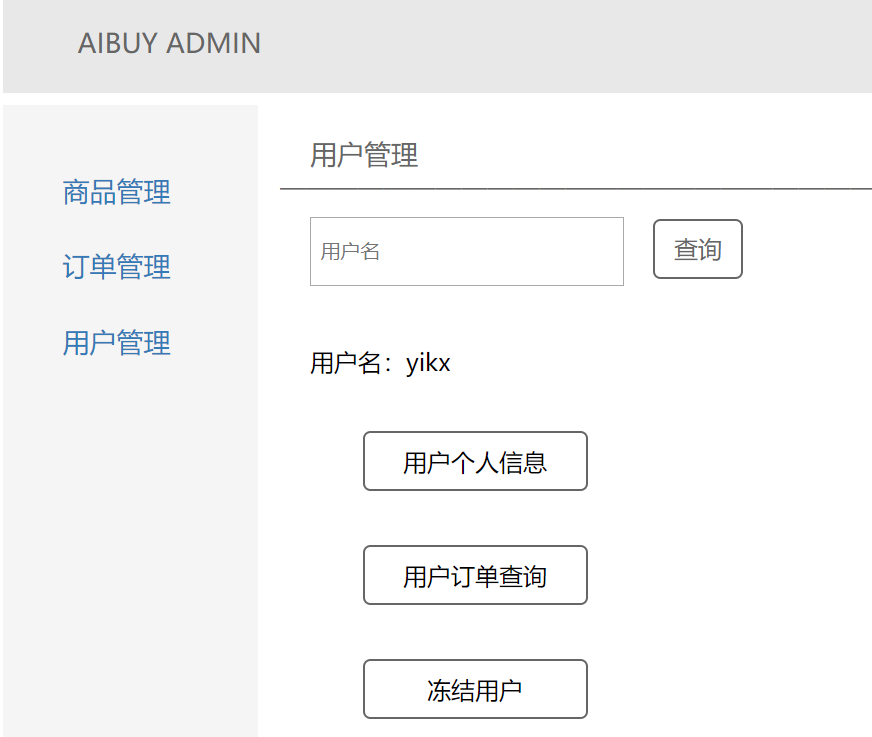 AIBUY ADMIN
商品管理
订单管理
用户管理
用户管理
用户名
查询
用户名：yikx
用户个人信息
用户订单查询
冻结用户